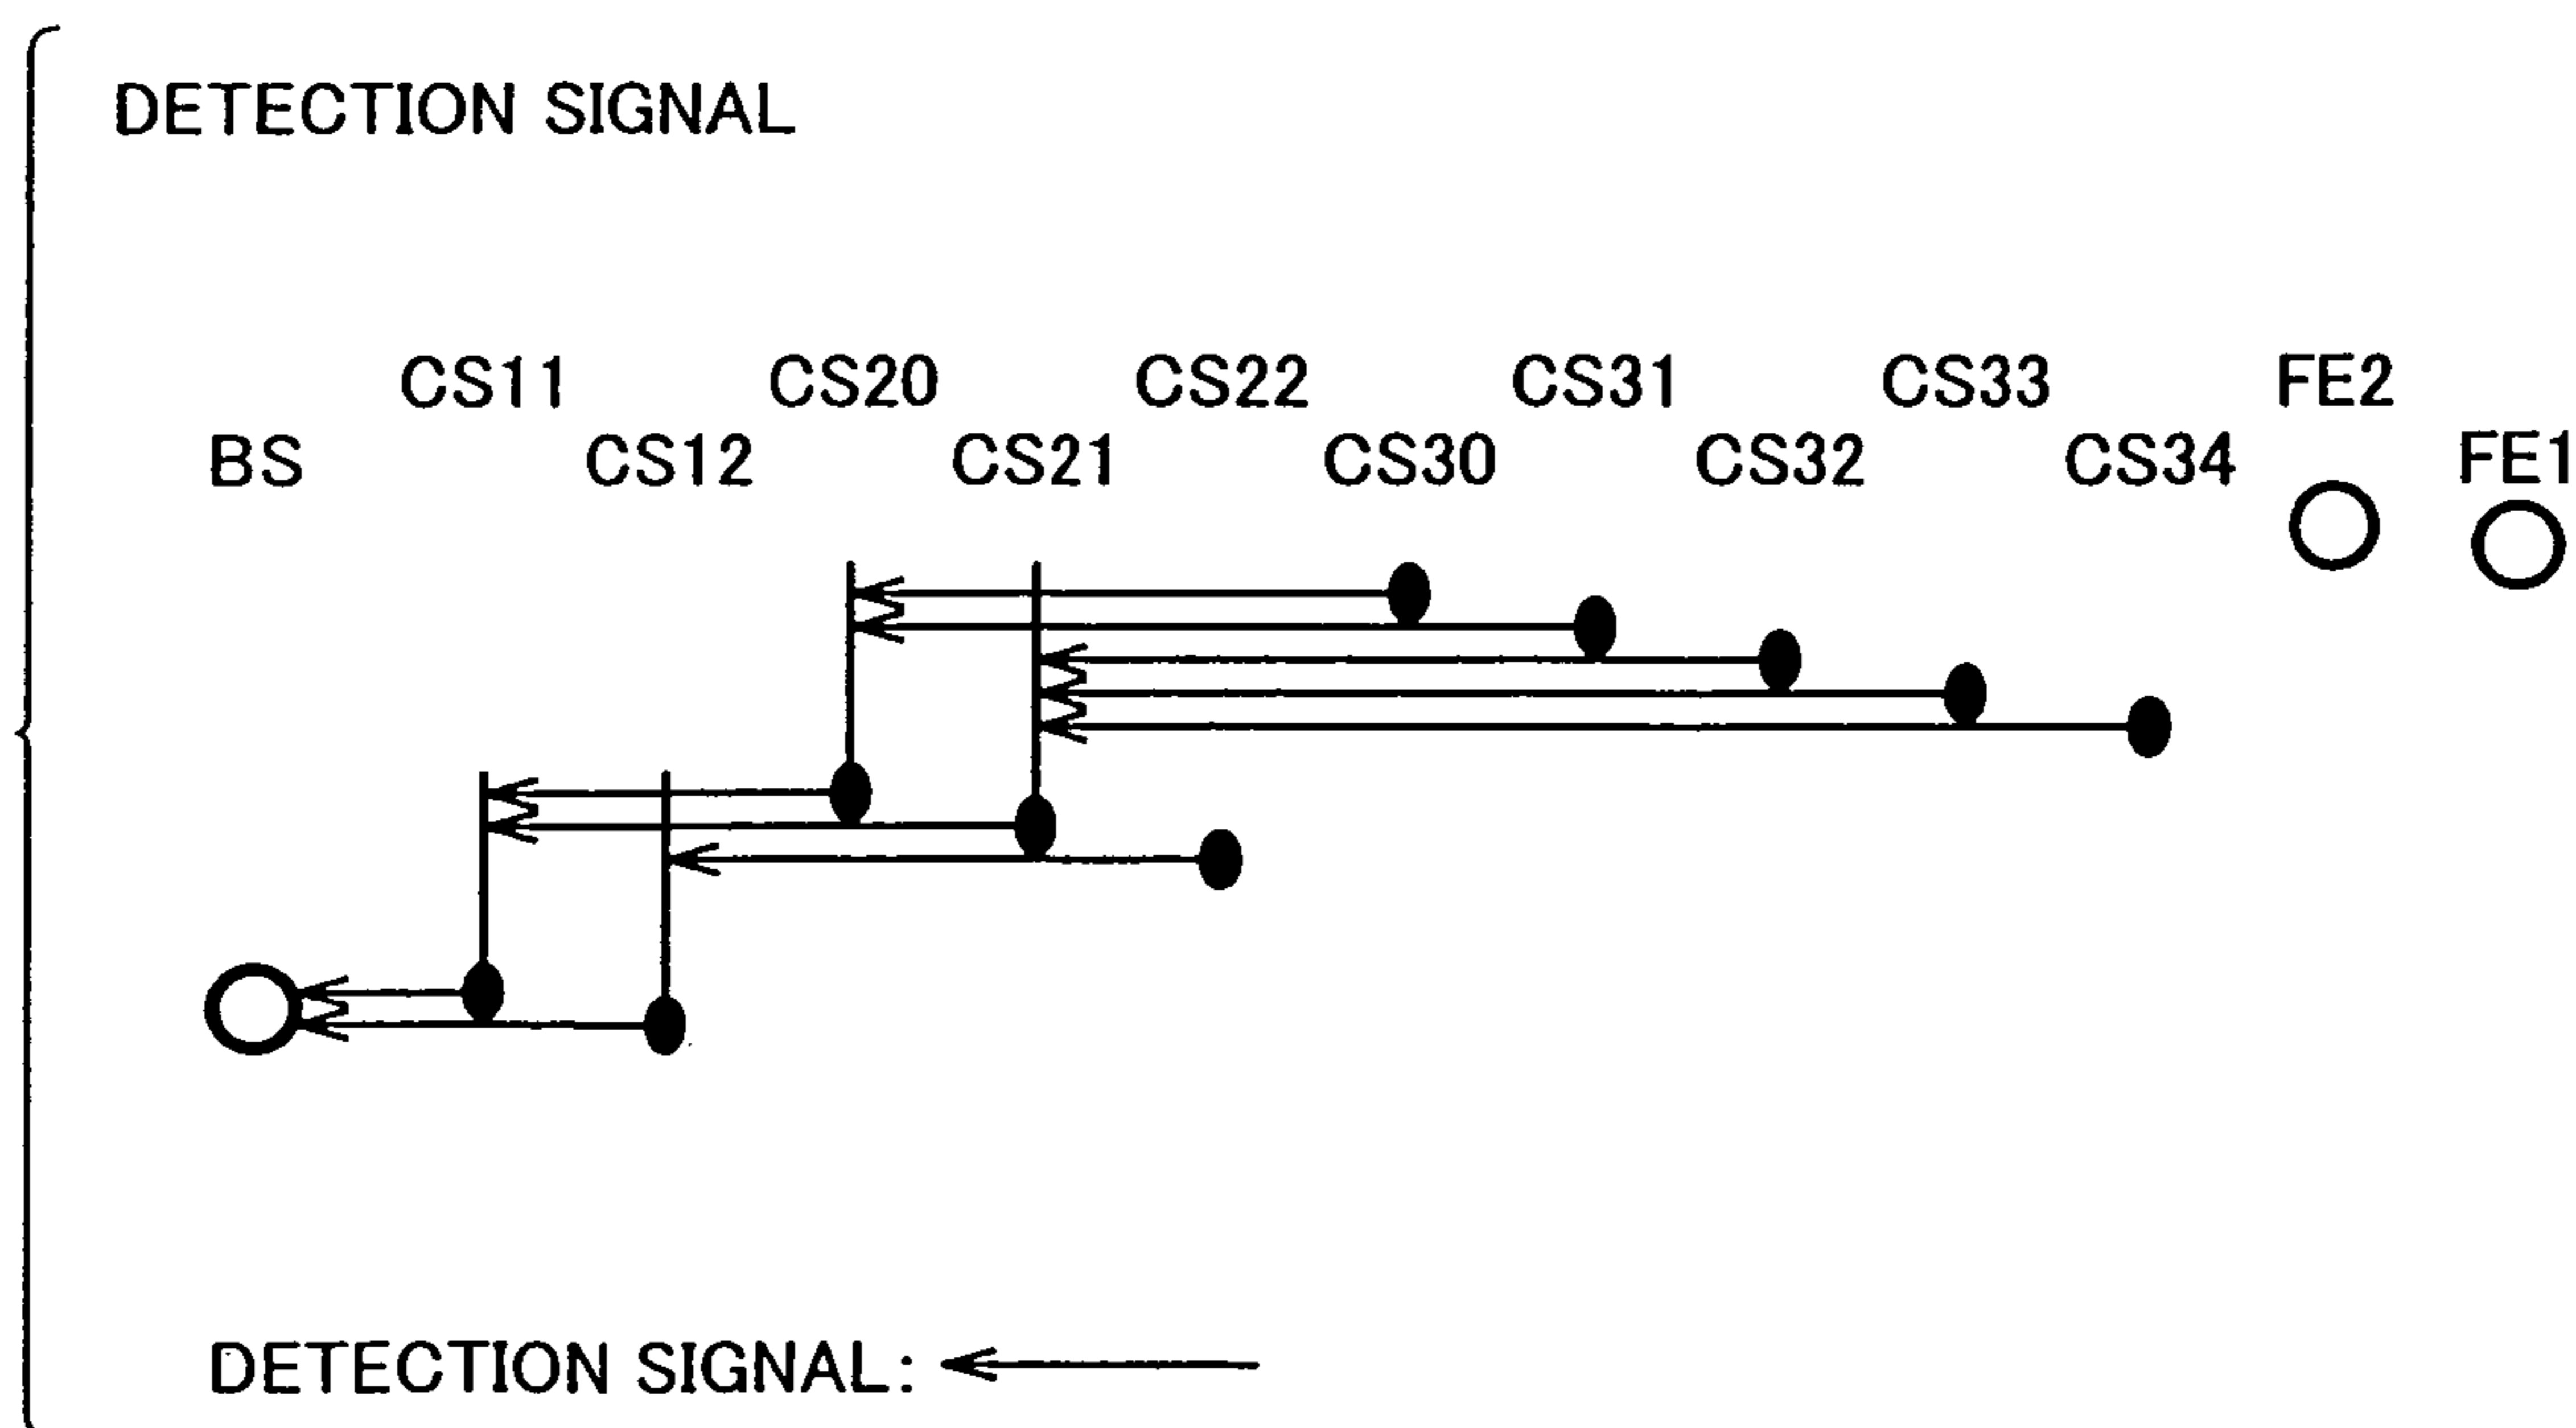 DETECTION SIGNAL
CS11 CS20 CS22 CS31 CS33 FE2
BS CS12 CS21 CS30 CS32 CS34 FE1
DETECTION SIGNAL: